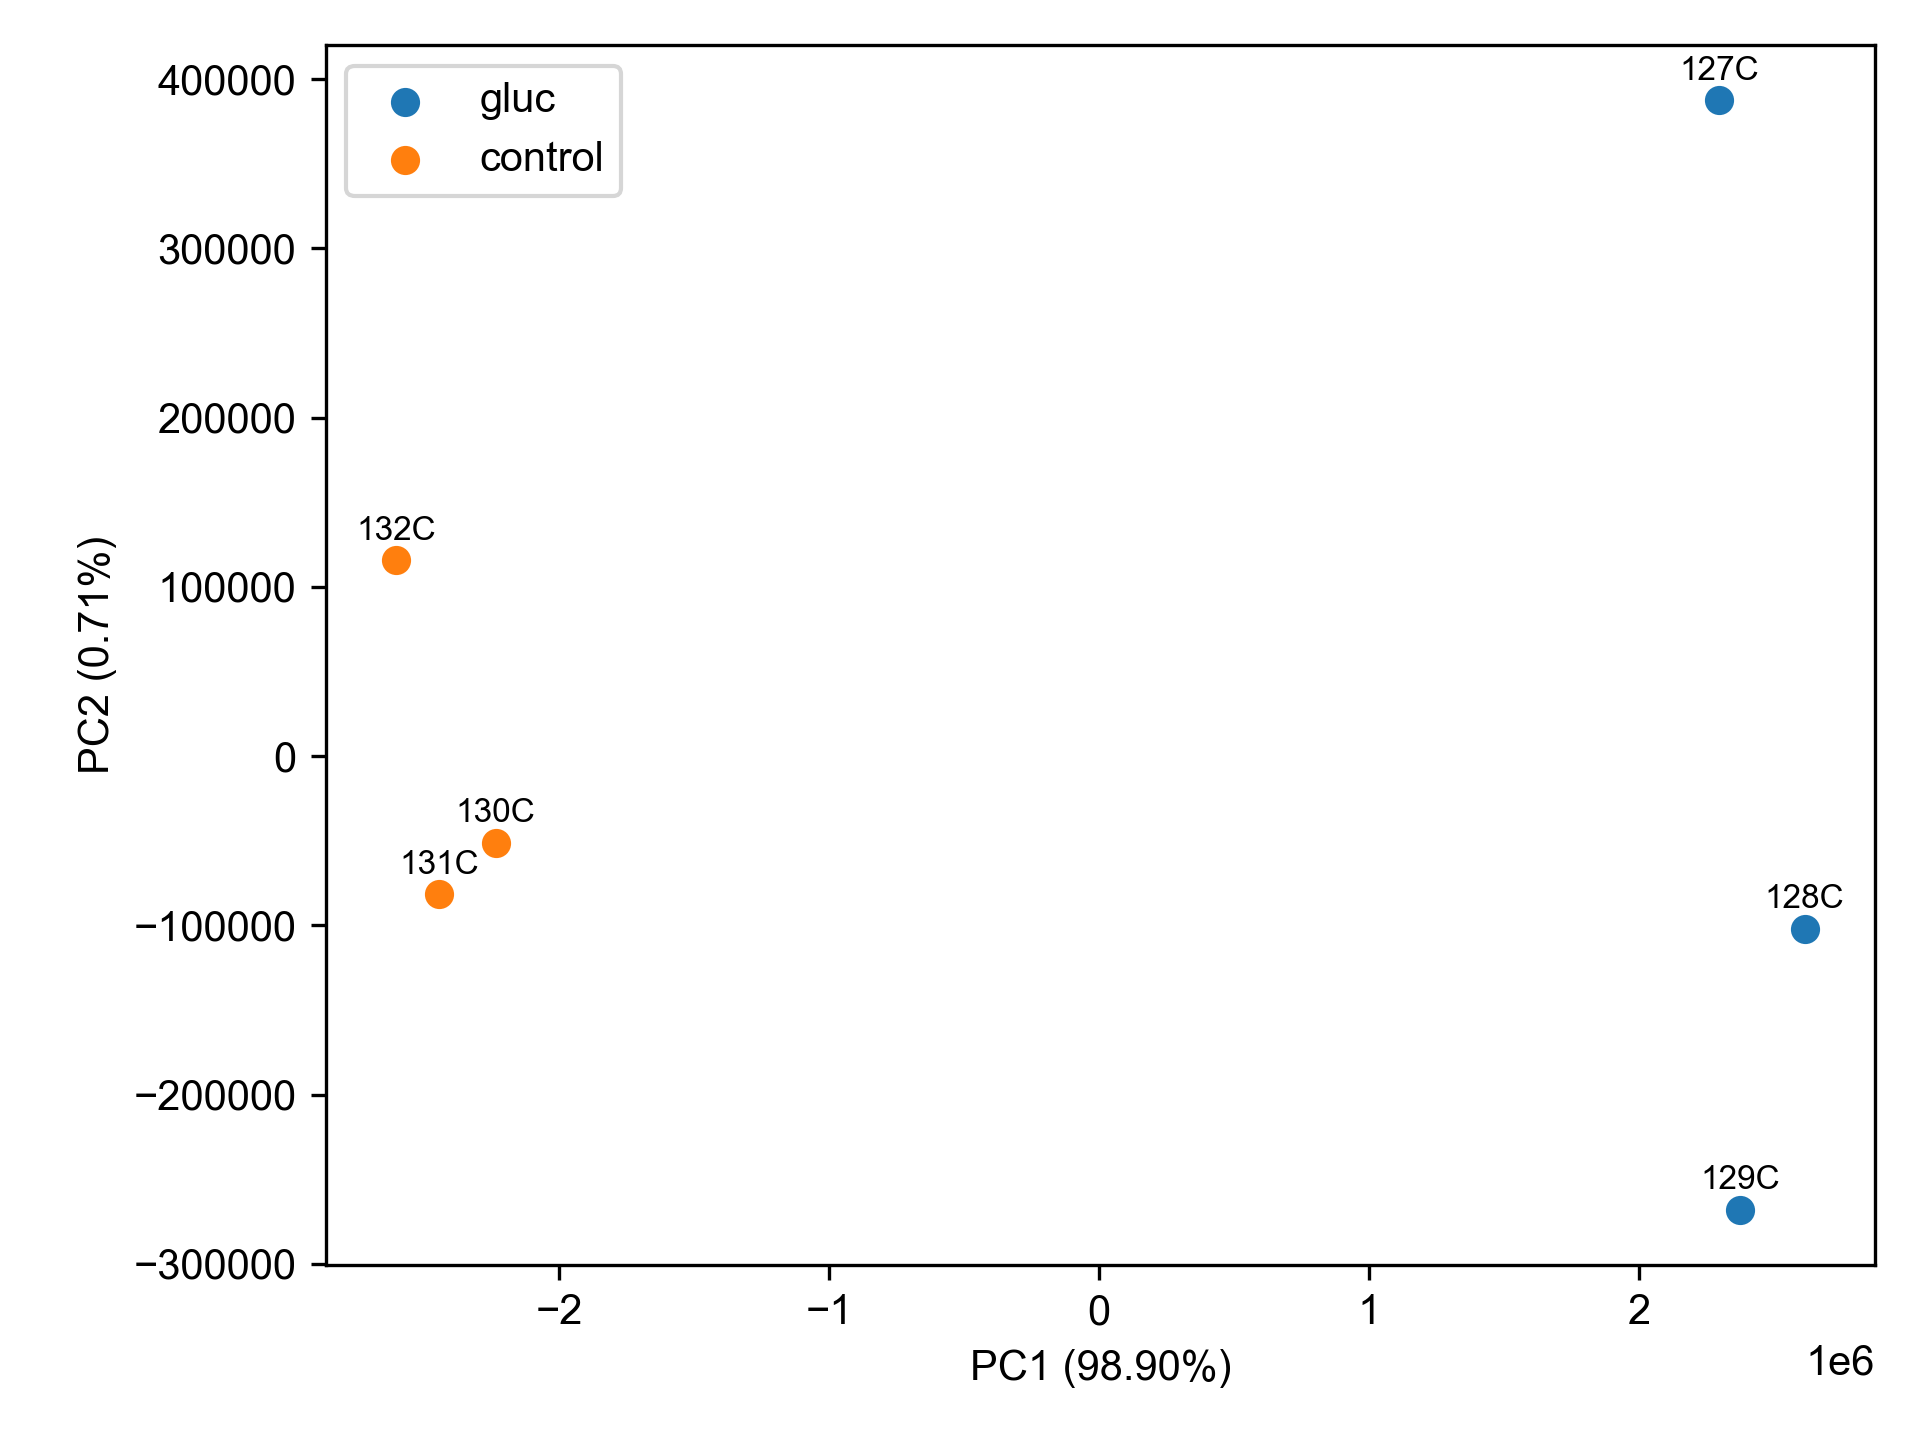 gluc
control
127C
132C
130C
131C
128C
129C
400000
300000
200000
100000
0
−100000
−200000
−300000
PC2 (0.71%)
−2
−1
0
1
2
1e6
PC1 (98.90%)